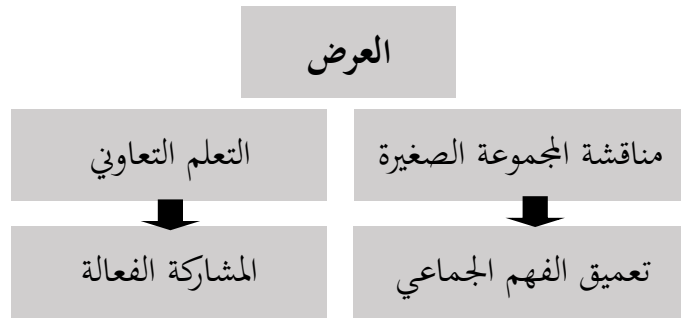 العرض
مناقشة المجموعة الصغيرة
التعلم التعاوني
تعميق الفهم الجماعي
المشاركة الفعالة